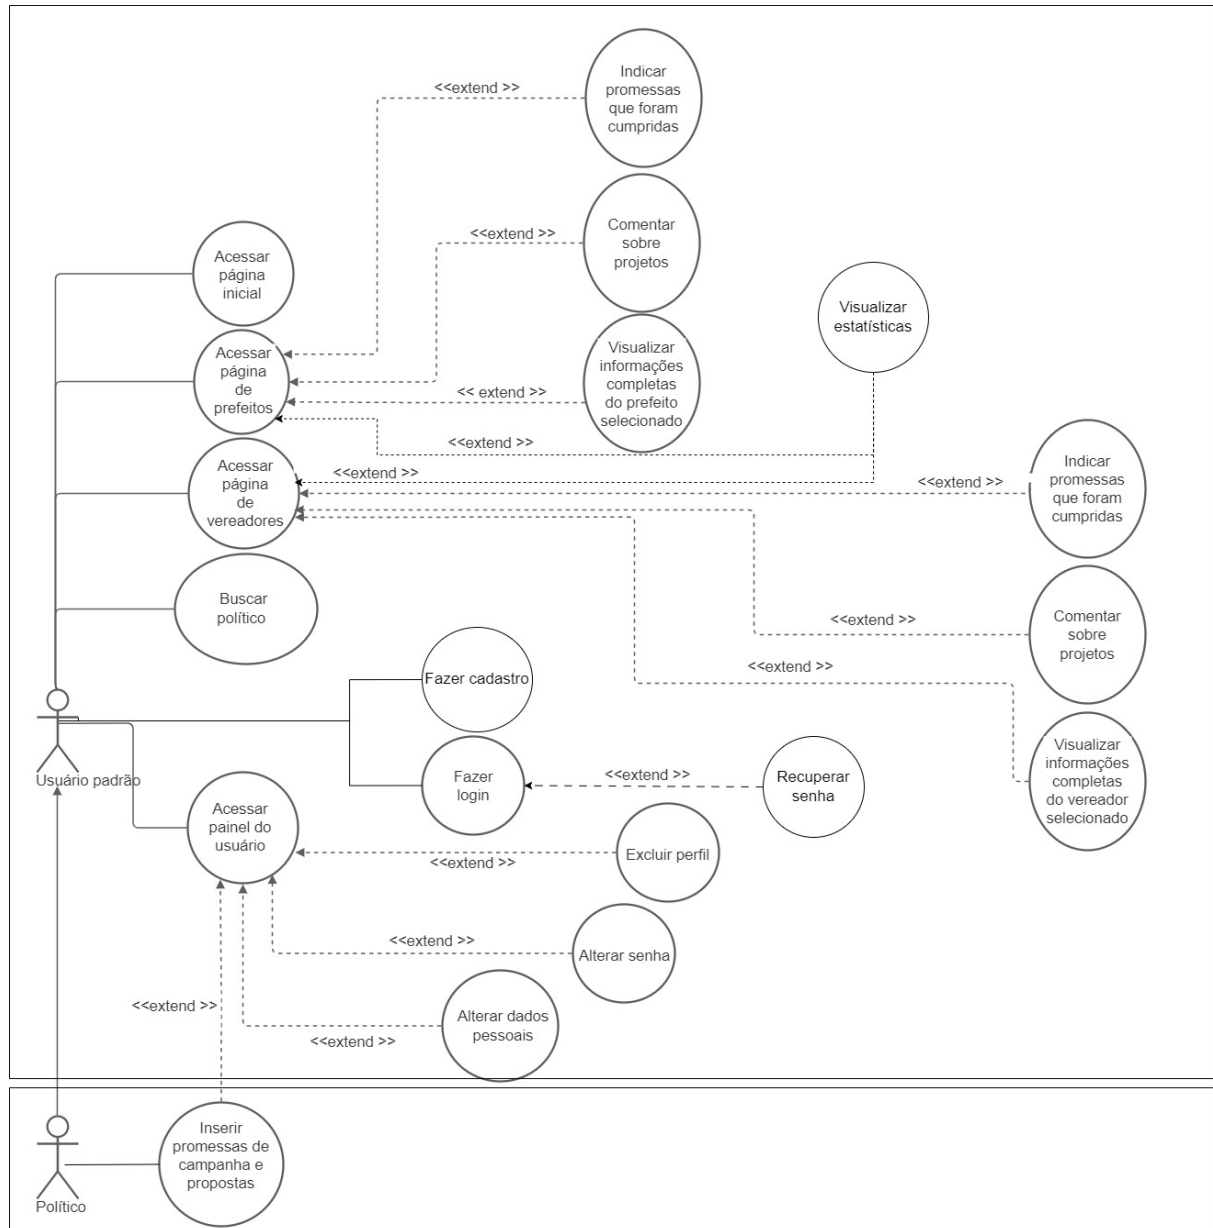 Indicar
promessas
que foram
cumpridas
<<extend >>
Comentar
sobre
projetos
<<extend >>
Acessar
página
inicial
Visualizar
estatísticas
Acessar
página
de
prefeitos
Visualizar
informações
completas
do prefeito
selecionado
<< extend >>
<<extend >>
Acessar
página
de
vereadores
<<extend >>
Indicar
promessas
que foram
cumpridas
<<extend >>
Buscar
político
Comentar
sobre
projetos
<<extend >>
Fazer cadastro
<<extend >>
Usuário padrão
Fazer
login
<<extend >>
Recuperar
senha
Visualizar
informações
completas
do vereador
selecionado
Acessar
painel do
usuário
<<extend >>
Excluir perfil
<<extend >>
Alterar senha
<<extend >>
Alterar dados
pessoais
<<extend >>
Inserir
promessas de
campanha e
propostas
Político